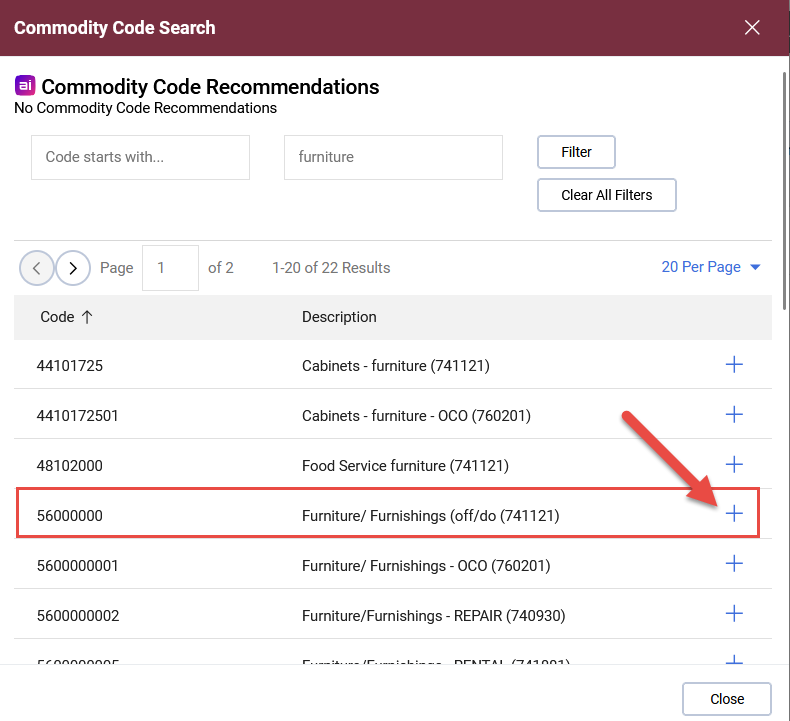 Commodity Code Search
ai Commodity Code Recommendations
No Commodity Code Recommendations
Code starts with... furniture Filter
Clear All Filters
Page 1 of 2 1-20 of 22 Results 20 Per Page
Code Description
44101725 Cabinets - furniture (741121)
4410172501 Cabinets - furniture - OCO (760201)
48102000 Food Service furniture (741121)
56000000 Furniture/ Furnishings (off/do (741121)
5600000001 Furniture/ Furnishings - OCO (760201)
5600000002 Furniture/Furnishings - REPAIR (740930)
Furniture/Furnishings - RENTAL
Close